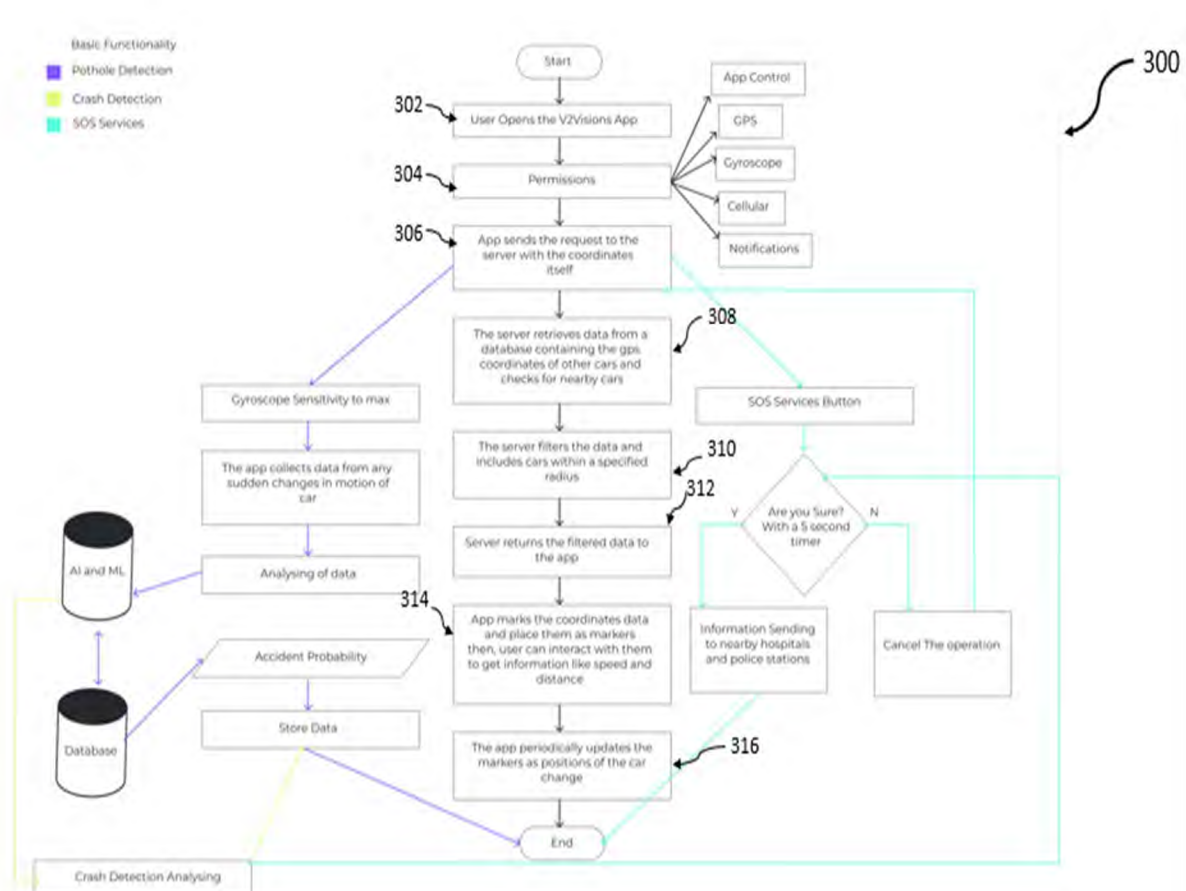 Basic Functionality
Pothole Detection
Crash Detection
SOS Services
300
Start
302
User Opens the V2Visions App
304
Permissions
App Control
GPS
Gyroscope
Cellular
Notifications
306
App sends the request to the
server with the coordinates
itself
308
The server retrieves data from a
database containing the gps
coordinates of other cars and
checks for nearby cars
310
The server filters the data and
includes cars within a specified
radius
312
Server returns the filtered data to
the app
314
App marks the coordinates data
and place them as markers
then, user can interact with them
to get information like speed and
distance
316
The app periodically updates the
markers as positions of the car
change
End
Gyroscope Sensitivity to max
The app collects data from any
sudden changes in motion of
car
Analysing of data
AI and ML
Database
Accident Probability
Store Data
Crash Detection Analysing
SOS Services Button
Are you Sure?
With a 5 second
timer
Y
N
Information Sending
to nearby hospitals
and police stations
Cancel The operation